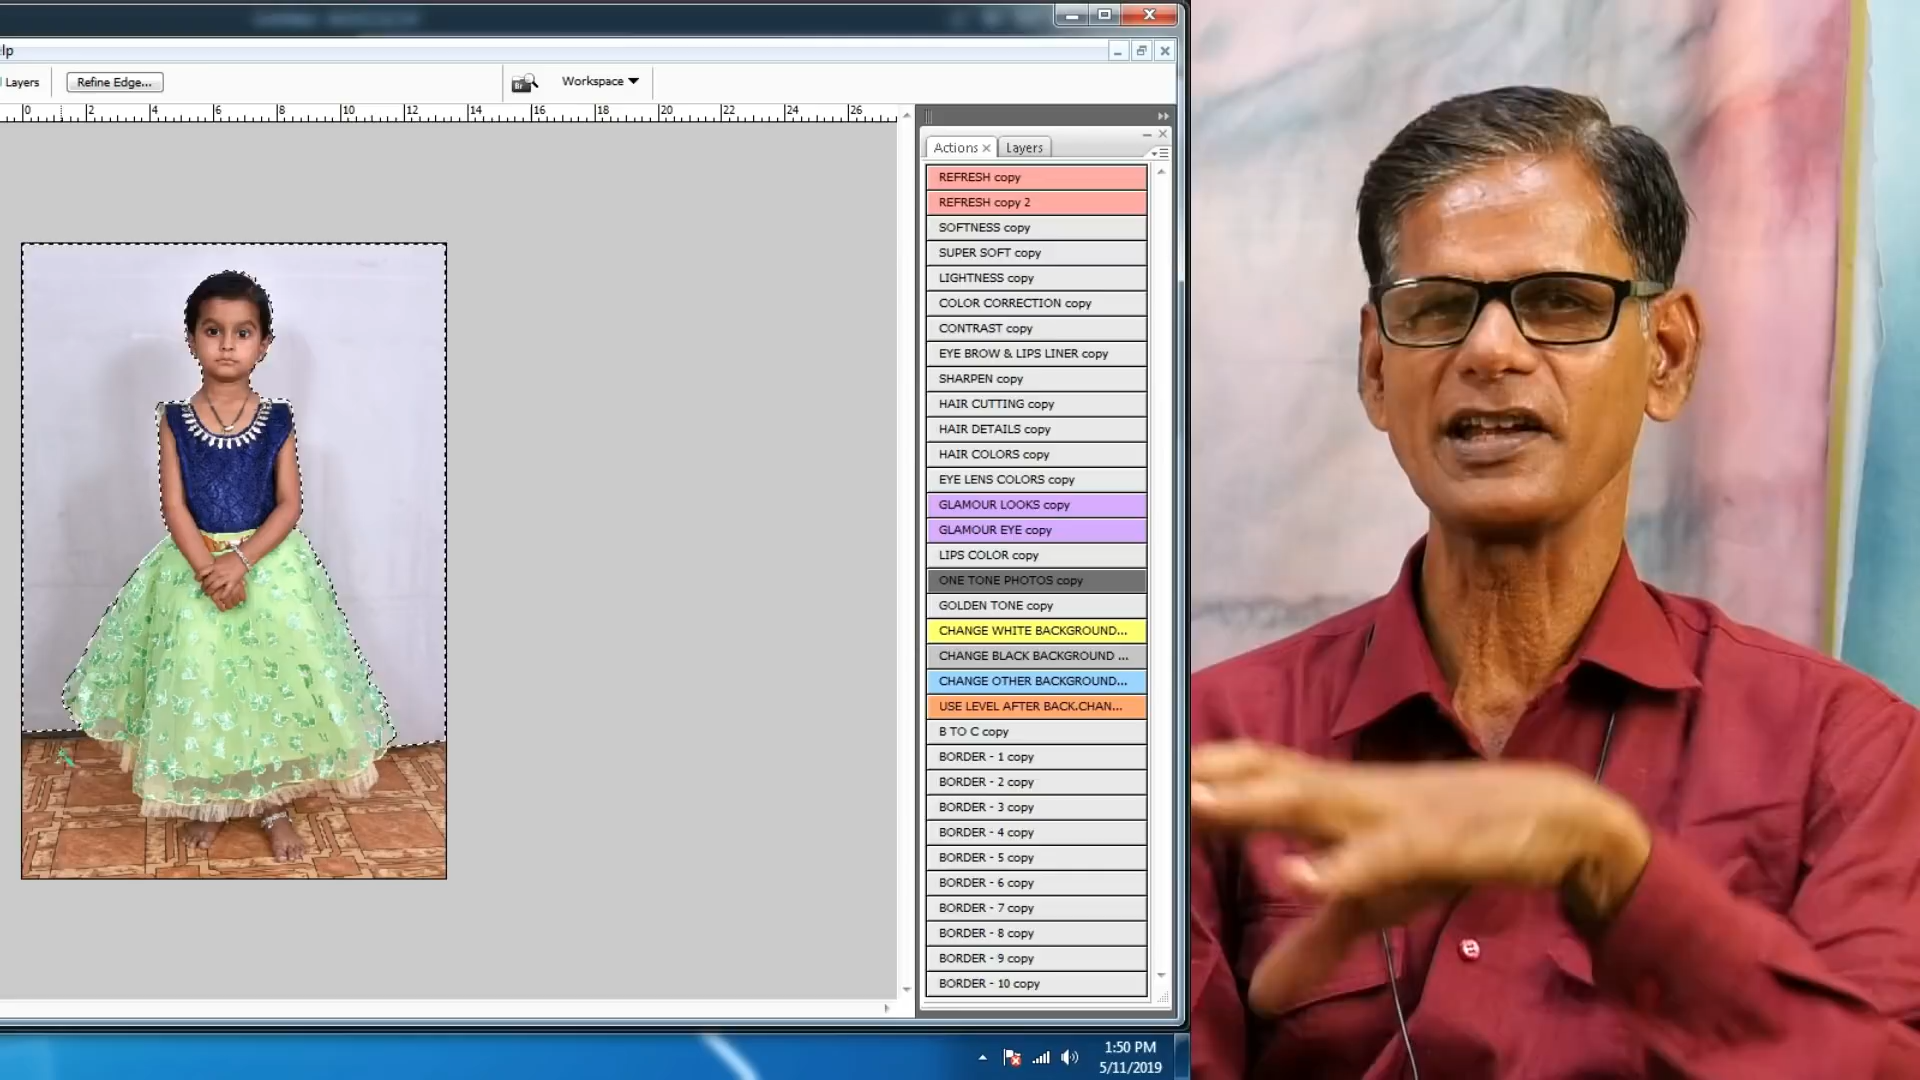 lp
Layers
Refine Edge...
Br
Workspace
0 2 4 6 8 10 12 14 16 18 20 22 24 26
Actions
Layers
REFRESH copy
REFRESH copy 2
SOFTNESS copy
SUPER SOFT copy
LIGHTNESS copy
COLOR CORRECTION copy
CONTRAST copy
EYE BROW & LIPS LINER copy
SHARPEN copy
HAIR CUTTING copy
HAIR DETAILS copy
HAIR COLORS copy
EYE LENS COLORS copy
GLAMOUR LOOKS copy
GLAMOUR EYE copy
LIPS COLOR copy
ONE TONE PHOTOS copy
GOLDEN TONE copy
CHANGE WHITE BACKGROUND...
CHANGE BLACK BACKGROUND ...
CHANGE OTHER BACKGROUND...
USE LEVEL AFTER BACK.CHAN...
B TO C copy
BORDER - 1 copy
BORDER - 2 copy
BORDER - 3 copy
BORDER - 4 copy
BORDER - 5 copy
BORDER - 6 copy
BORDER - 7 copy
BORDER - 8 copy
BORDER - 9 copy
BORDER - 10 copy
1:50 PM
5/11/2019